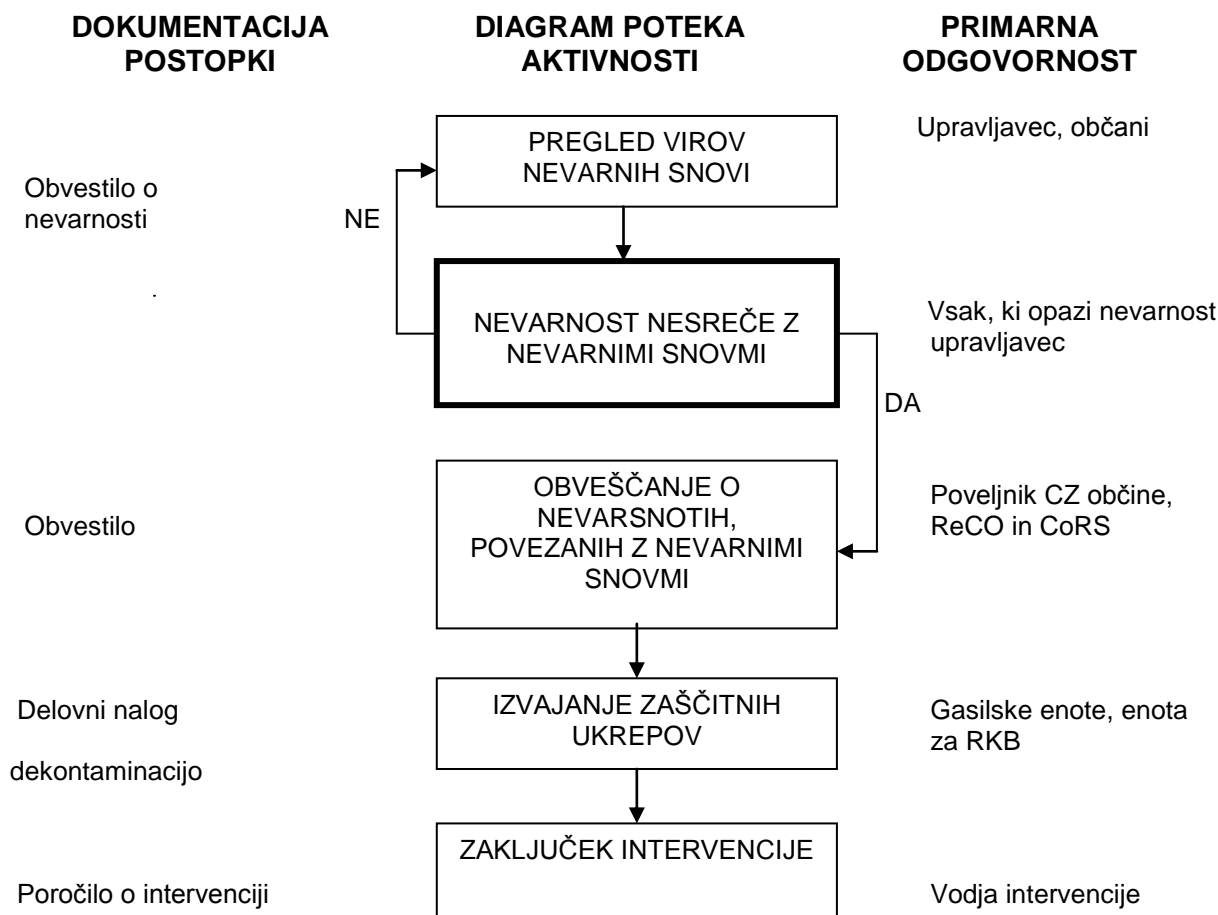 DOKUMENTACIJA
POSTOPKI
DIAGRAM POTEKA
AKTIVNOSTI
PRIMARNA
ODGOVORNOST
PREGLED VIROV
NEVARNIH SNOVI
Upravljavec, občani
Obvestilo o
nevarnosti
NE
.
NEVARNOST NESREČE Z
NEVARNIMI SNOVMI
Vsak, ki opazi nevarnost
upravljavec
DA
Obvestilo
OBVEŠČANJE O
NEVARSNOTIH,
POVEZANIH Z NEVARNIMI
SNOVMI
Poveljnik CZ občine,
ReCO in CoRS
Delovni nalog
dekontaminacijo
IZVAJANJE ZAŠČITNIH
UKREPOV
Gasilske enote, enota
za RKB
ZAKLJUČEK INTERVENCIJE
Poročilo o intervenciji
Vodja intervencije